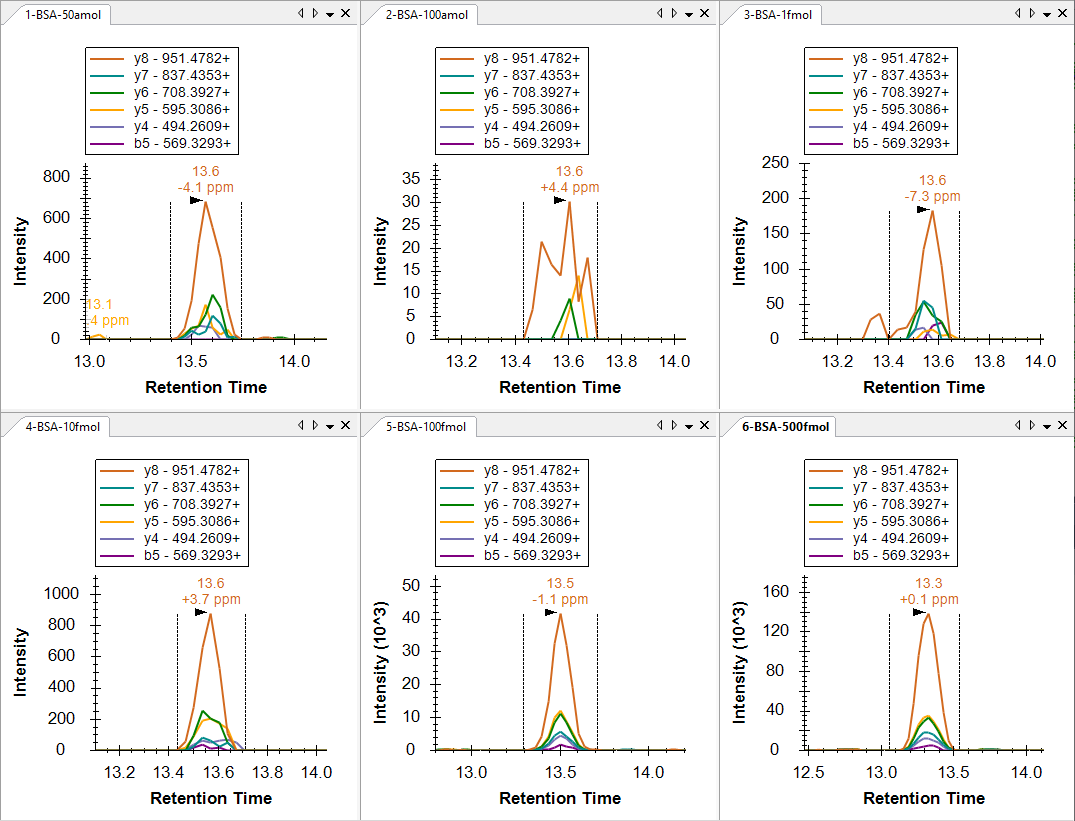 1-BSA-50amol
y8 - 951.4782+
y7 - 837.4353+
y6 - 708.3927+
y5 - 595.3086+
y4 - 494.2609+
b5 - 569.3293+
13.6
-4.1 ppm
13.1
-4 ppm
800
600
400
200
0
Intensity
13.0 13.5 14.0
Retention Time
2-BSA-100amol
y8 - 951.4782+
y7 - 837.4353+
y6 - 708.3927+
y5 - 595.3086+
y4 - 494.2609+
b5 - 569.3293+
13.6
+4.4 ppm
35
30
25
20
15
10
5
0
Intensity
13.2 13.4 13.6 13.8 14.0
Retention Time
3-BSA-1fmol
y8 - 951.4782+
y7 - 837.4353+
y6 - 708.3927+
y5 - 595.3086+
y4 - 494.2609+
b5 - 569.3293+
13.6
-7.3 ppm
250
200
150
100
50
0
Intensity
13.2 13.4 13.6 13.8 14.0
Retention Time
4-BSA-10fmol
y8 - 951.4782+
y7 - 837.4353+
y6 - 708.3927+
y5 - 595.3086+
y4 - 494.2609+
b5 - 569.3293+
13.6
+3.7 ppm
1000
800
600
400
200
0
Intensity
13.2 13.4 13.6 13.8 14.0
Retention Time
5-BSA-100fmol
y8 - 951.4782+
y7 - 837.4353+
y6 - 708.3927+
y5 - 595.3086+
y4 - 494.2609+
b5 - 569.3293+
13.5
-1.1 ppm
50
40
30
20
10
0
Intensity (10^3)
13.0 13.5 14.0
Retention Time
6-BSA-500fmol
y8 - 951.4782+
y7 - 837.4353+
y6 - 708.3927+
y5 - 595.3086+
y4 - 494.2609+
b5 - 569.3293+
13.3
+0.1 ppm
160
120
80
40
0
Intensity (10^3)
12.5 13.0 13.5 14.0
Retention Time